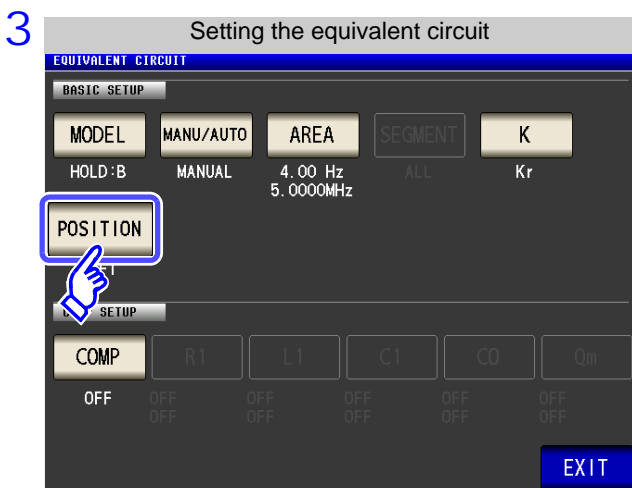 3
Setting the equivalent circuit
EQUIVALENT CIRCUIT
BASIC SETUP
MODEL MANU/AUTO AREA SEGMENT K
HOLD:B MANUAL 4.00 Hz ALL Kr
5.0000MHz
POSITION
SETUP
COMP R1 L1 C1 C0 Qm
OFF OFF OFF OFF OFF OFF
OFF OFF OFF OFF OFF
EXIT